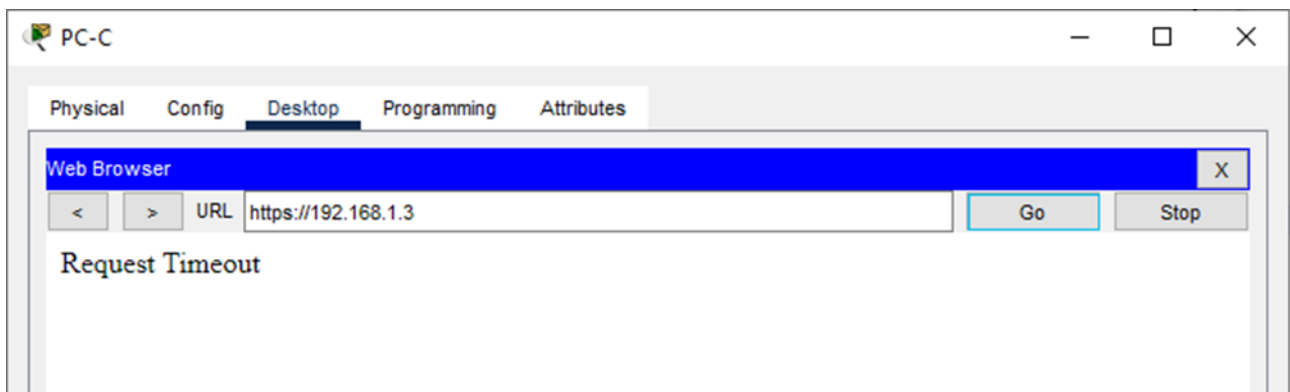 PC-C
Physical Config Desktop Programming Attributes
Web Browser X
< > URL https://192.168.1.3 Go Stop
Request Timeout